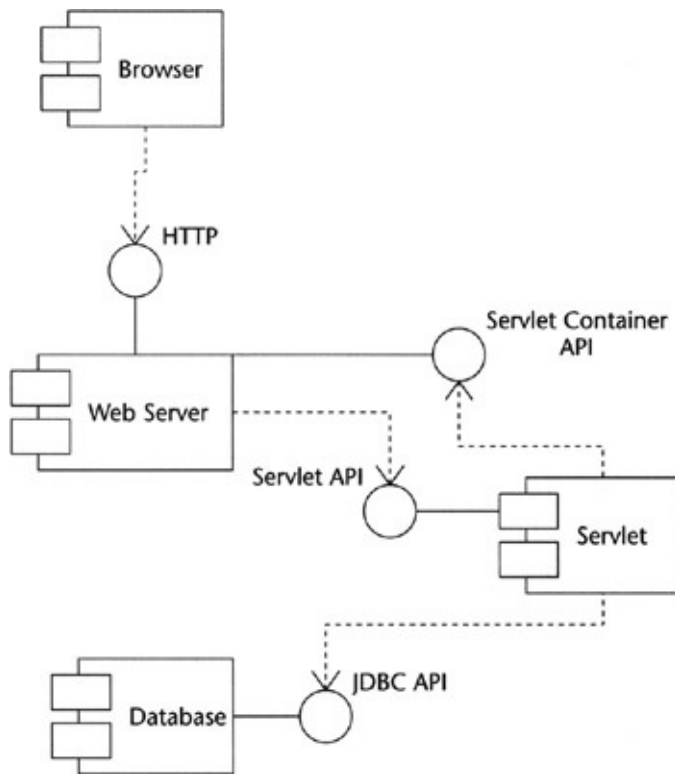 Browser
HTTP
Servlet Container
API
Web Server
Servlet API
Servlet
JDBC API
Database